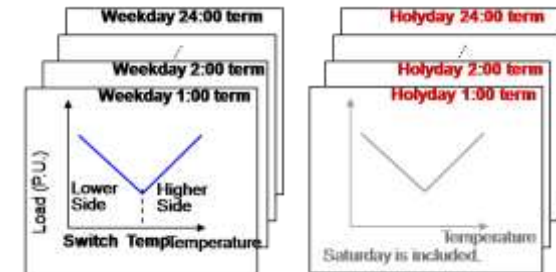 Weekday 24:00 term
Weekday 2:00 term
Weekday 1:00 term
Load (P.U.)
Lower Side
Higher Side
Switch Temp
Temperature
Holyday 24:00 term
Holyday 2:00 term
Holyday 1:00 term
Temperature
Saturday is included.